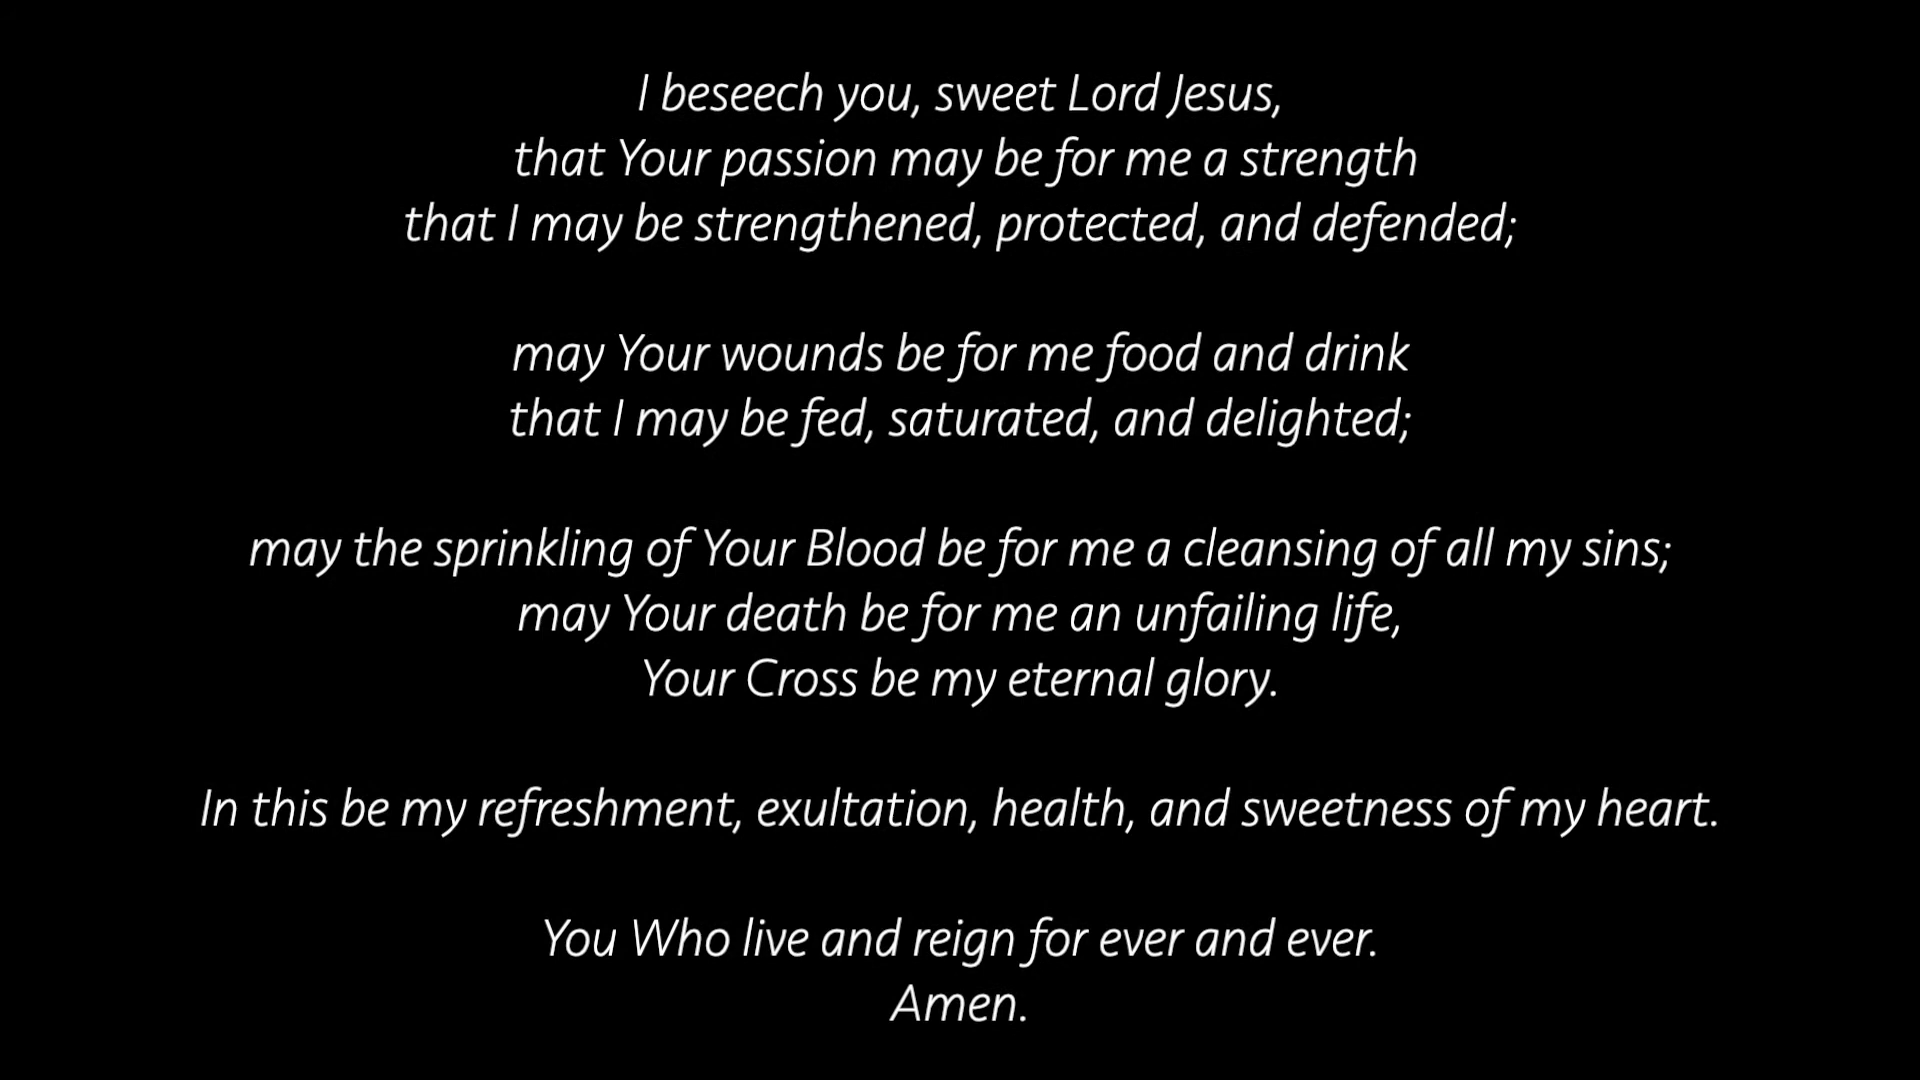 I beseech you, sweet Lord Jesus,
that Your passion may be for me a strength
that I may be strengthened, protected, and defended;
may Your wounds be for me food and drink
that I may be fed, saturated, and delighted;
may the sprinkling of Your Blood be for me a cleansing of all my sins;
may Your death be for me an unfailing life,
Your Cross be my eternal glory.
In this be my refreshment, exultation, health, and sweetness of my heart.
You Who live and reign for ever and ever.
Amen.